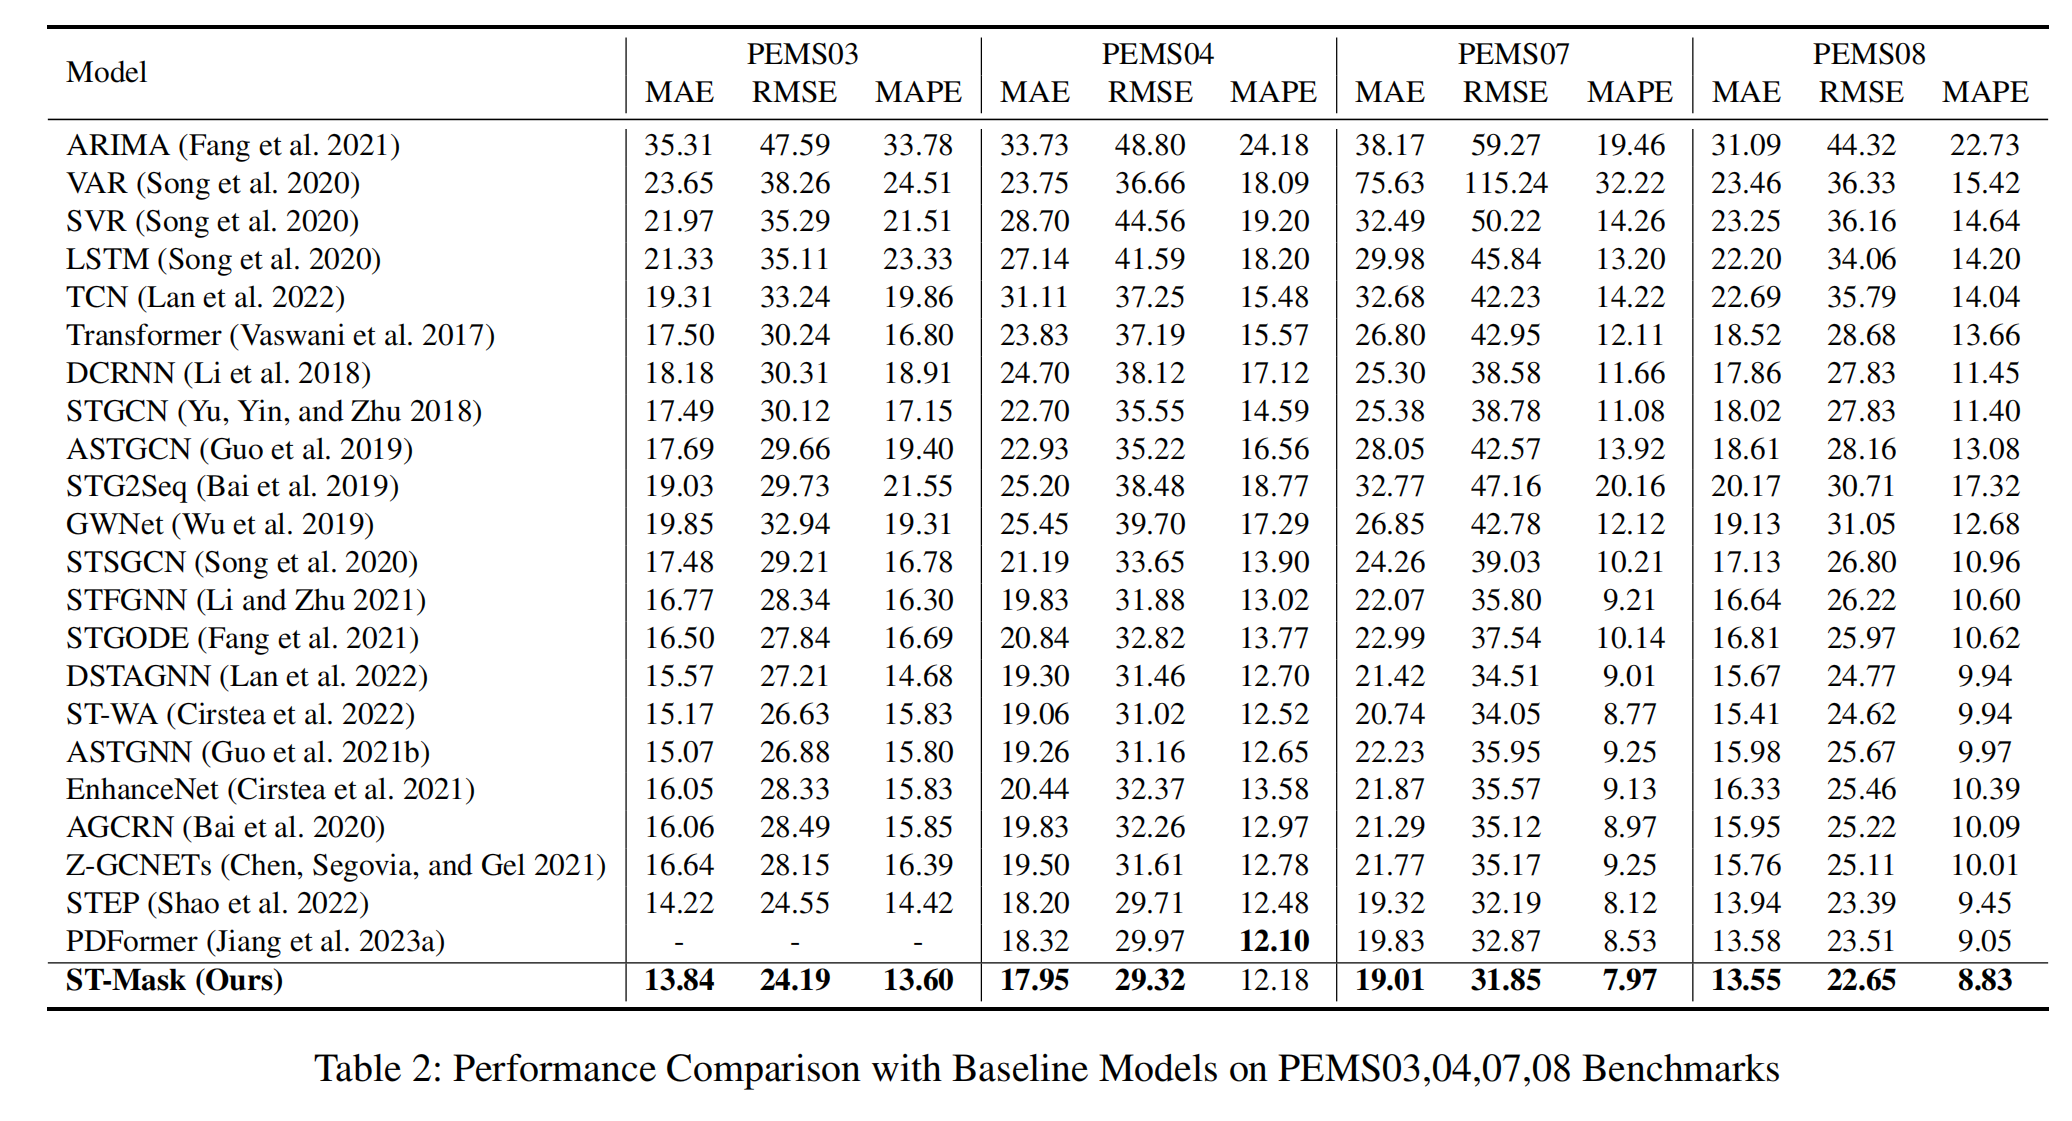 Model PEMS03 PEMS04 PEMS07 PEMS08
MAE RMSE MAPE MAE RMSE MAPE MAE RMSE MAPE MAE RMSE MAPE
ARIMA (Fang et al. 2021) 35.31 47.59 33.78 33.73 48.80 24.18 38.17 59.27 19.46 31.09 44.32 22.73
VAR (Song et al. 2020) 23.65 38.26 24.51 23.75 36.66 18.09 75.63 115.24 32.22 23.46 36.33 15.42
SVR (Song et al. 2020) 21.97 35.29 21.51 28.70 44.56 19.20 32.49 50.22 14.26 23.25 36.16 14.64
LSTM (Song et al. 2020) 21.33 35.11 23.33 27.14 41.59 18.20 29.98 45.84 13.20 22.20 34.06 14.20
TCN (Lan et al. 2022) 19.31 33.24 19.86 31.11 37.25 15.48 32.68 42.23 14.22 22.69 35.79 14.04
Transformer (Vaswani et al. 2017) 17.50 30.24 16.80 23.83 37.19 15.57 26.80 42.95 12.11 18.52 28.68 13.66
DCRNN (Li et al. 2018) 18.18 30.31 18.91 24.70 38.12 17.12 25.30 38.58 11.66 17.86 27.83 11.45
STGCN (Yu, Yin, and Zhu 2018) 17.49 30.12 17.15 22.70 35.55 14.59 25.38 38.78 11.08 18.02 27.83 11.40
ASTGCN (Guo et al. 2019) 17.69 29.66 19.40 22.93 35.22 16.56 28.05 42.57 13.92 18.61 28.16 13.08
STG2Seq (Bai et al. 2019) 19.03 29.73 21.55 25.20 38.48 18.77 32.77 47.16 20.16 20.17 30.71 17.32
GWNet (Wu et al. 2019) 19.85 32.94 19.31 25.45 39.70 17.29 26.85 42.78 12.12 19.13 31.05 12.68
STSGCN (Song et al. 2020) 17.48 29.21 16.78 21.19 33.65 13.90 24.26 39.03 10.21 17.13 26.80 10.96
STFGNN (Li and Zhu 2021) 16.77 28.34 16.30 19.83 31.88 13.02 22.07 35.80 9.21 16.64 26.22 10.60
STGODE (Fang et al. 2021) 16.50 27.84 16.69 20.84 32.82 13.77 22.99 37.54 10.14 16.81 25.97 10.62
DSTAGNN (Lan et al. 2022) 15.57 27.21 14.68 19.30 31.46 12.70 21.42 34.51 9.01 15.67 24.77 9.94
ST-WA (Cirstea et al. 2022) 15.17 26.63 15.83 19.06 31.02 12.52 20.74 34.05 8.77 15.41 24.62 9.94
ASTGNN (Guo et al. 2021b) 15.07 26.88 15.80 19.26 31.16 12.65 22.23 35.95 9.25 15.98 25.67 9.97
EnhanceNet (Cirstea et al. 2021) 16.05 28.33 15.83 20.44 32.37 13.58 21.87 35.57 9.13 16.33 25.46 10.39
AGCRN (Bai et al. 2020) 16.06 28.49 15.85 19.83 32.26 12.97 21.29 35.12 8.97 15.95 25.22 10.09
Z-GCNETs (Chen, Segovia, and Gel 2021) 16.64 28.15 16.39 19.50 31.61 12.78 21.77 35.17 9.25 15.76 25.11 10.01
STEP (Shao et al. 2022) 14.22 24.55 14.42 18.20 29.71 12.48 19.32 32.19 8.12 13.94 23.39 9.45
PDFormer (Jiang et al. 2023a) - - - 18.32 29.97 12.10 19.83 32.87 8.53 13.58 23.51 9.05
ST-Mask (Ours) 13.84 24.19 13.60 17.95 29.32 12.18 19.01 31.85 7.97 13.55 22.65 8.83
Table 2: Performance Comparison with Baseline Models on PEMS03,04,07,08 Benchmarks